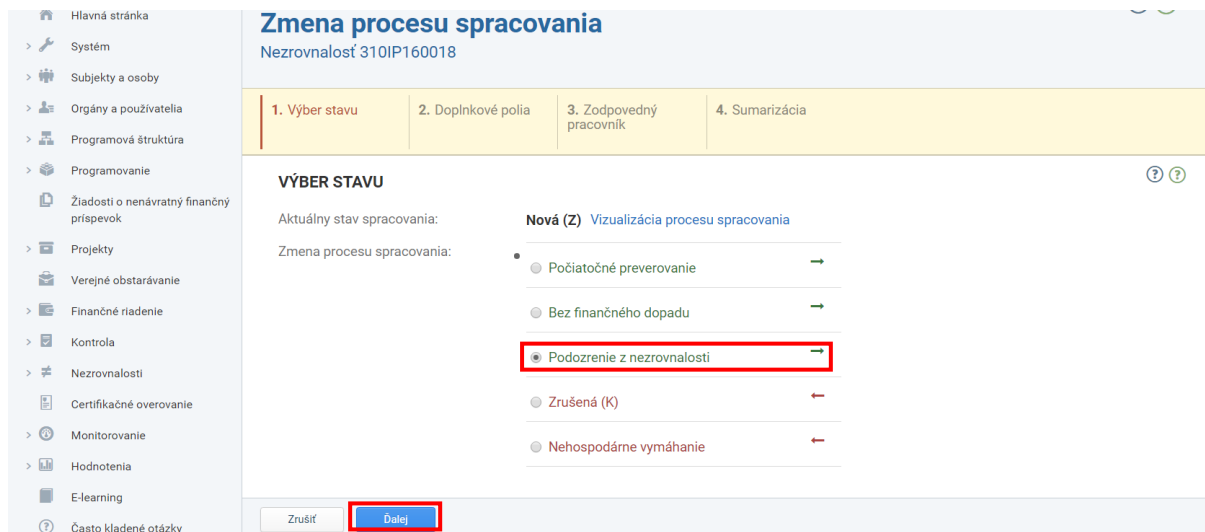 Hlavná stránka
Systém
Subjekty a osoby
Orgány a používatelia
Programová štruktúra
Programovanie
Žiadosti o nenávratný finančný
príspevok
Projekty
Verejné obstarávanie
Finančné riadenie
Kontrola
Nezrovnalosti
Certifikačné overovanie
Monitorovanie
Hodnotenia
E-learning
Často kladené otázky
Zmena procesu spracovania
Nezrovnalosť 310IP160018
1. Výber stavu
2. Doplnkové polia
3. Zodpovedný
pracovník
4. Sumarizácia
VÝBER STAVU
Aktuálny stav spracovania: Nová (Z) Vizualizácia procesu spracovania
Zmena procesu spracovania:
Počiatočné preverovanie
Bez finančného dopadu
Podozrenie z nezrovnalosti
Zrušená (K)
Nehospodárne vymáhanie
Zrušiť Ďalej